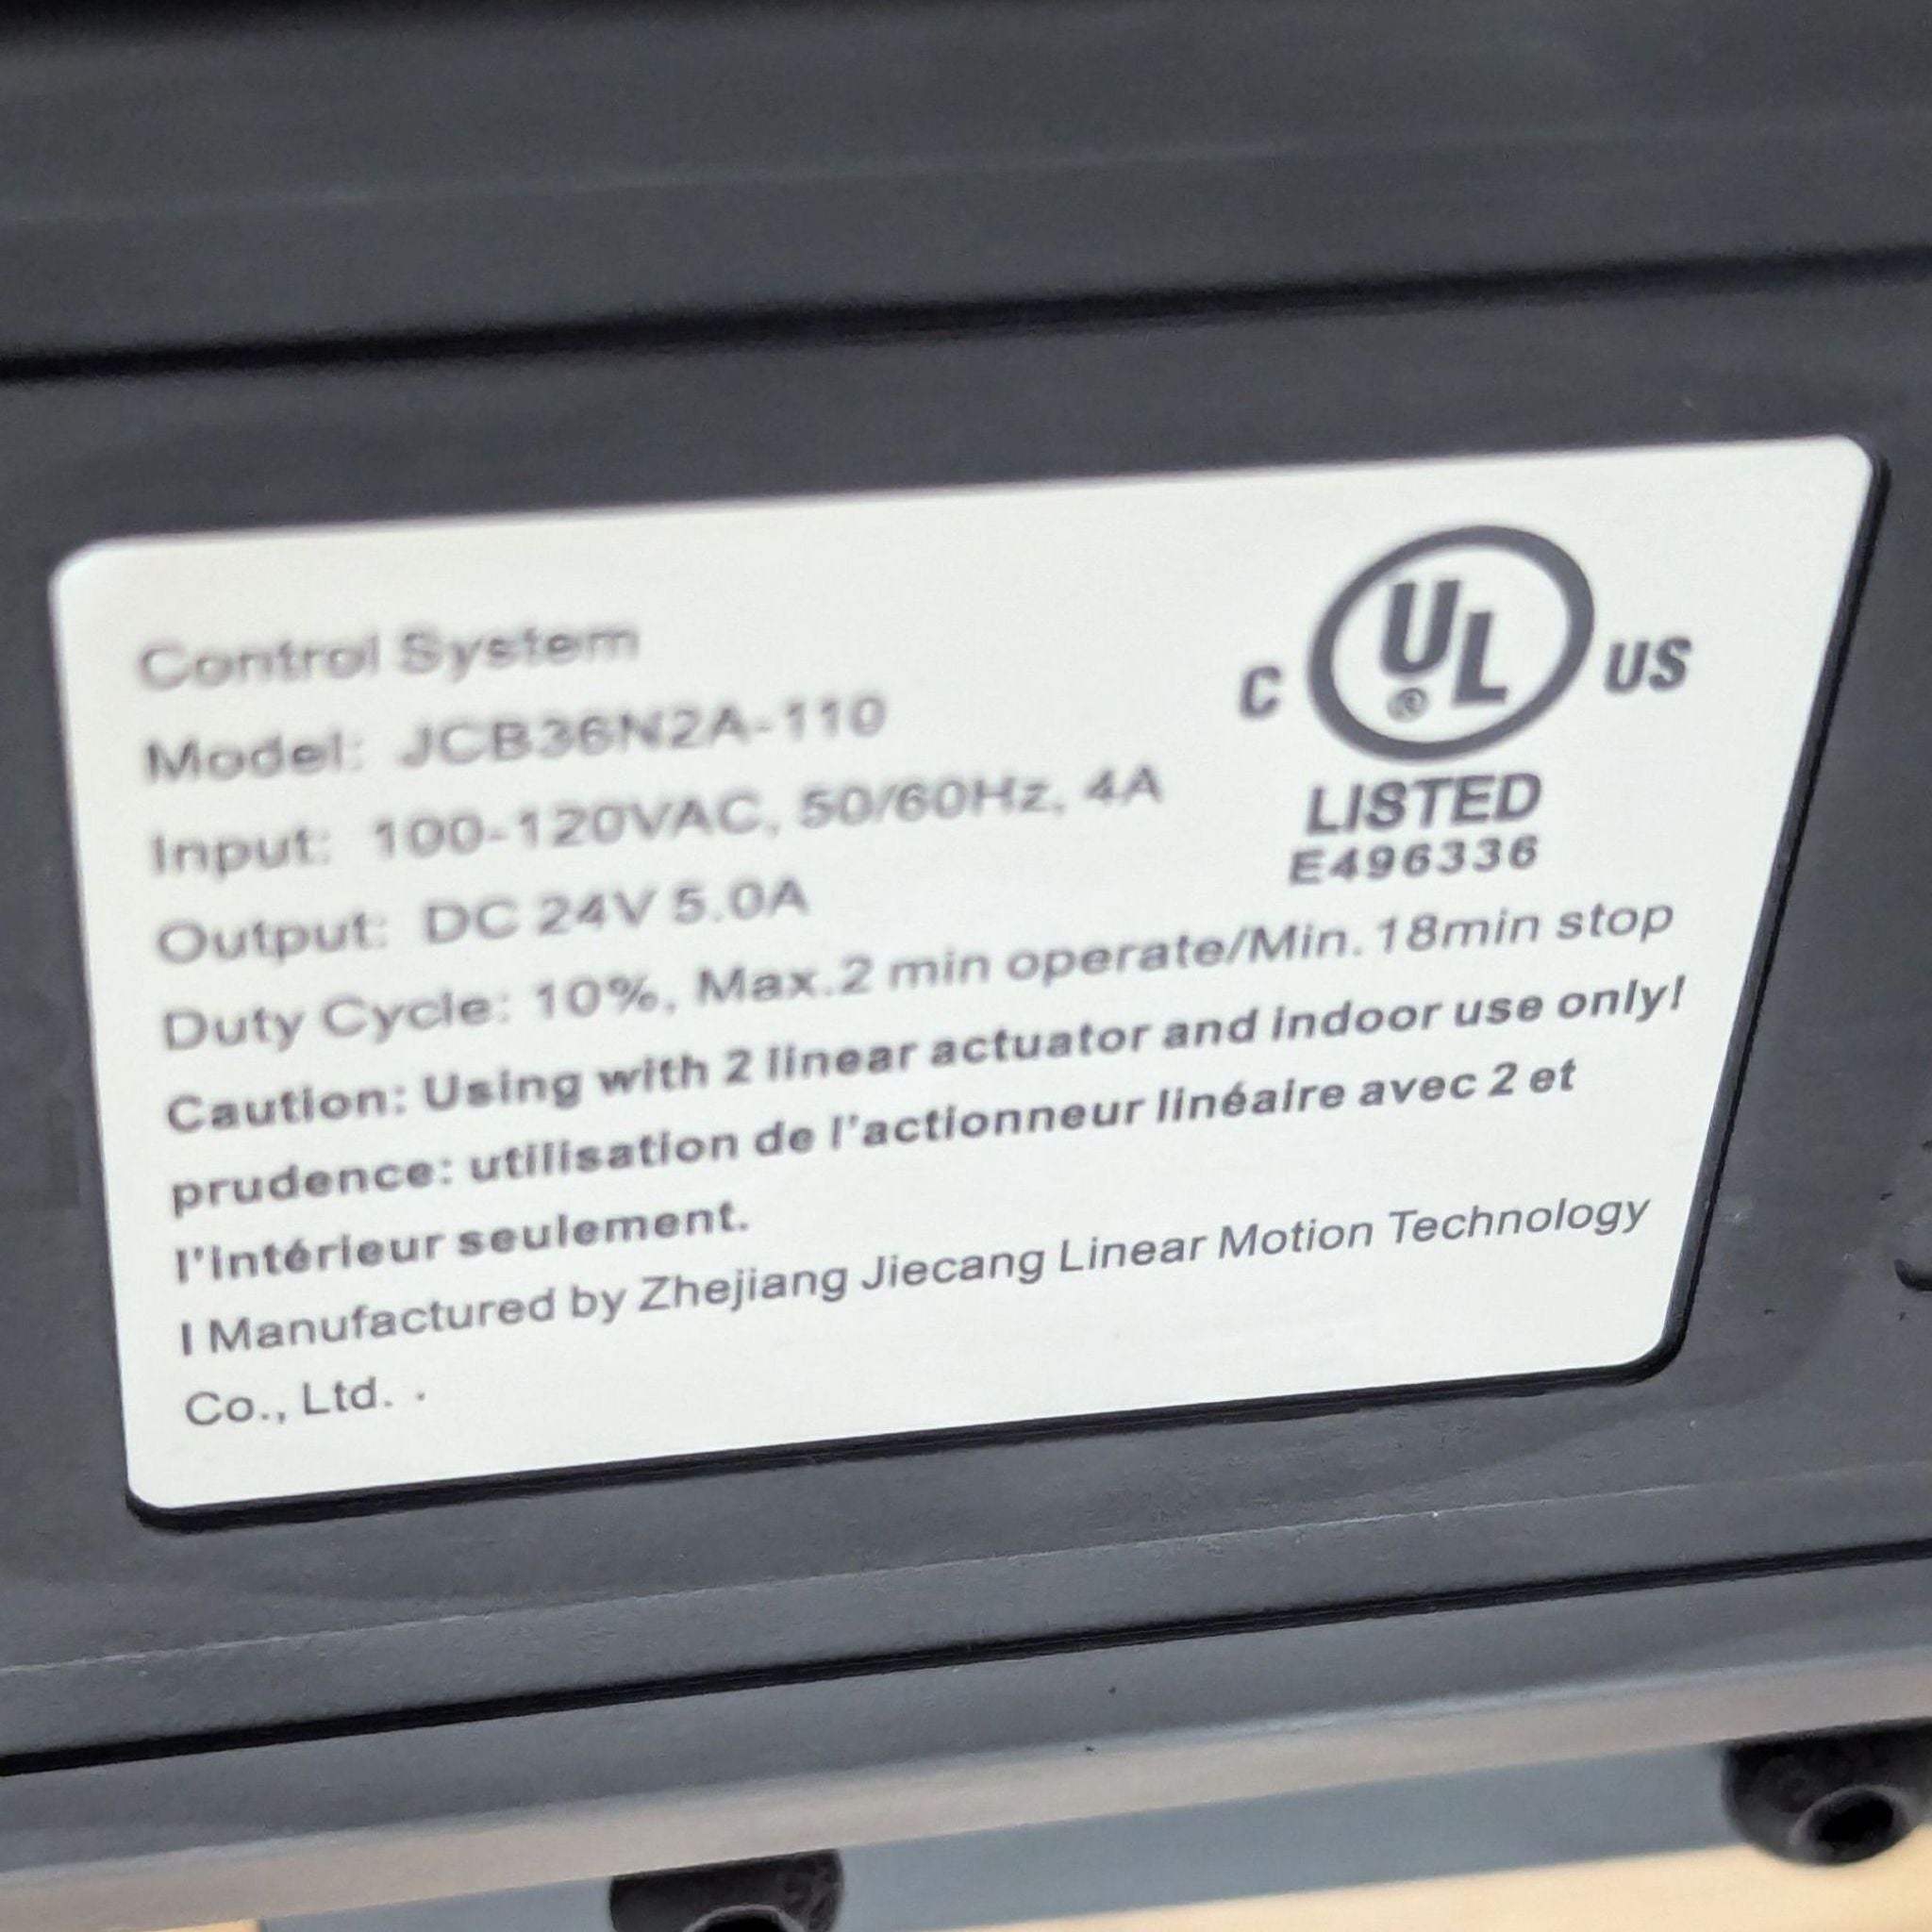 Control System
Model: JCB36N2A-110
Input: 100-120VAC, 50/60Hz, 4A
Output: DC 24V 5.0A
Duty Cycle: 10%, Max.2 min operate/Min. 18min stop
Caution: Using with 2 linear actuator and indoor use only!
prudence: utilisation de l'actionneur linéaire avec 2 et
l'intérieur seulement.
I Manufactured by Zhejiang Jiecang Linear Motion Technology
Co., Ltd. .
C UL ® US
LISTED
E496336